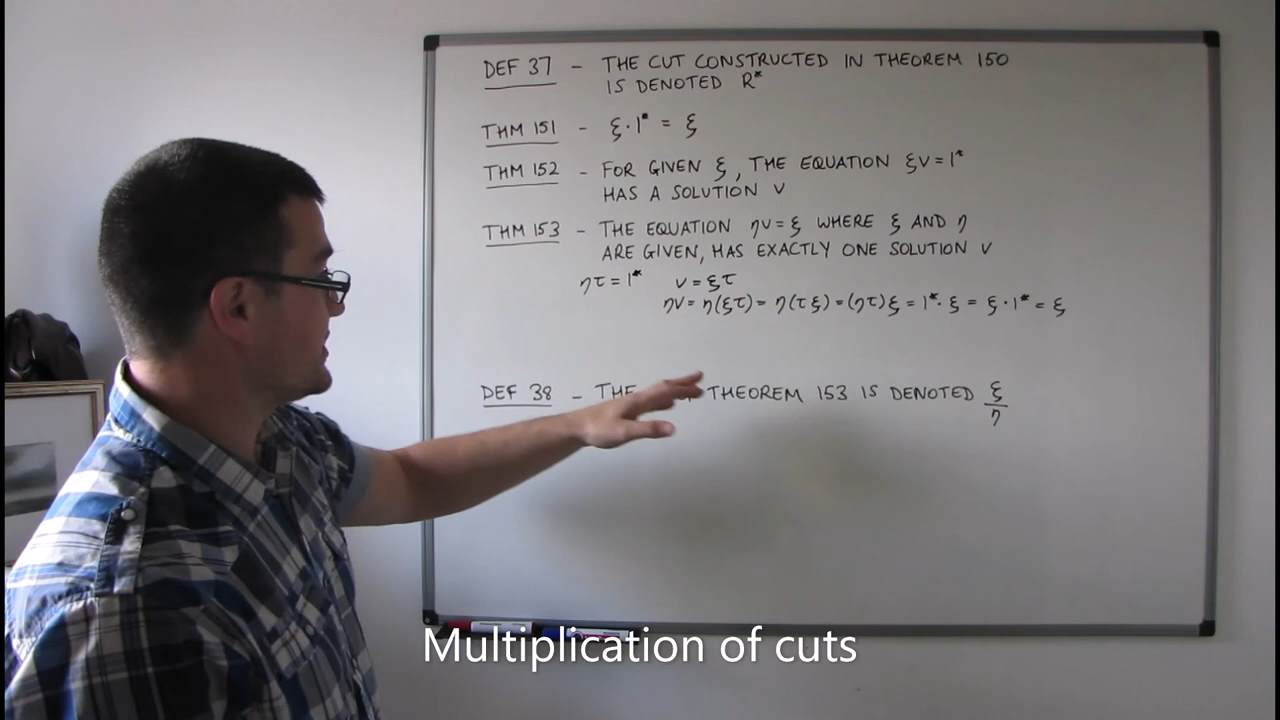 DEF 37 - THE CUT CONSTRUCTED IN THEOREM 150
IS DENOTED R*
THM 151 - ξ·1* = ξ
THM 152 - FOR GIVEN ξ, THE EQUATION ξv = 1*
HAS A SOLUTION v
THM 153 - THE EQUATION ηv = ξ WHERE ξ AND η
ARE GIVEN, HAS EXACTLY ONE SOLUTION v
ητ = 1* v = ξτ
ηv = η(ξτ) = η(τξ) = (ητ)ξ = 1*·ξ = ξ·1* = ξ
DEF 38 - THE THEOREM 153 IS DENOTED ξ/η
Multiplication of cuts